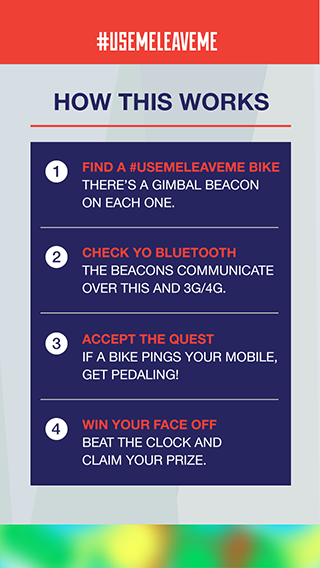 #USEMELEAVEME
HOW THIS WORKS
1
FIND A #USEMELEAVEME BIKE
THERE'S A GIMBAL BEACON
ON EACH ONE.
2
CHECK YO BLUETOOTH
THE BEACONS COMMUNICATE
OVER THIS AND 3G/4G.
3
ACCEPT THE QUEST
IF A BIKE PINGS YOUR MOBILE,
GET PEDALING!
4
WIN YOUR FACE OFF
BEAT THE CLOCK AND
CLAIM YOUR PRIZE.